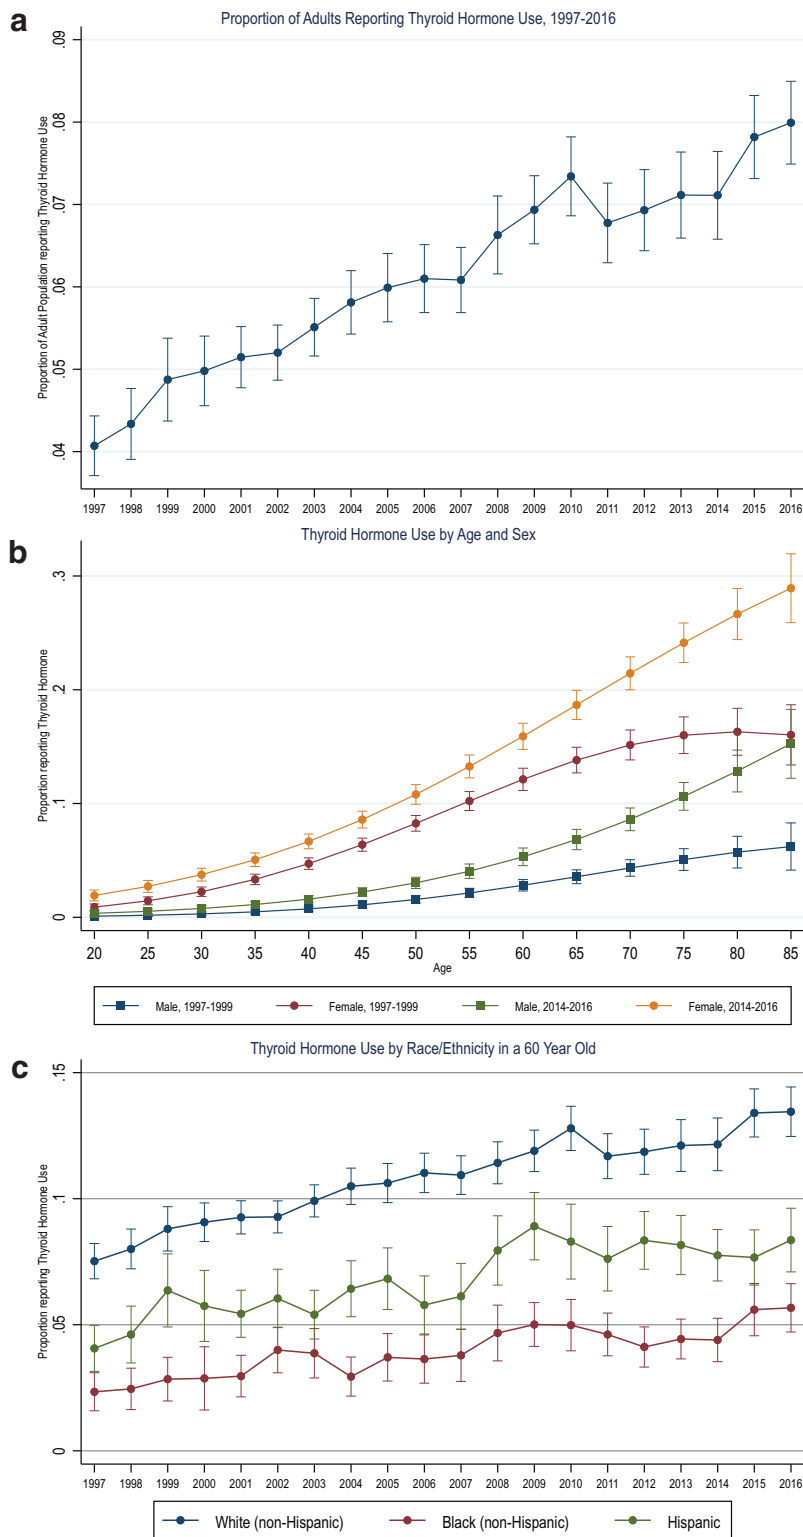 a
Proportion of Adults Reporting Thyroid Hormone Use, 1997-2016
Proportion of Adult Population reporting Thyroid Hormone Use
.09
.08
.07
.06
.05
.04
1997 1998 1999 2000 2001 2002 2003 2004 2005 2006 2007 2008 2009 2010 2011 2012 2013 2014 2015 2016
b
Thyroid Hormone Use by Age and Sex
Proportion reporting Thyroid Hormone
.3
.2
.1
0
20 25 30 35 40 45 50 55 60 65 70 75 80 85
Age
Male, 1997-1999 Female, 1997-1999 Male, 2014-2016 Female, 2014-2016
c
Thyroid Hormone Use by Race/Ethnicity in a 60 Year Old
Proportion reporting Thyroid Hormone Use
.15
.1
.05
0
1997 1998 1999 2000 2001 2002 2003 2004 2005 2006 2007 2008 2009 2010 2011 2012 2013 2014 2015 2016
White (non-Hispanic) Black (non-Hispanic) Hispanic